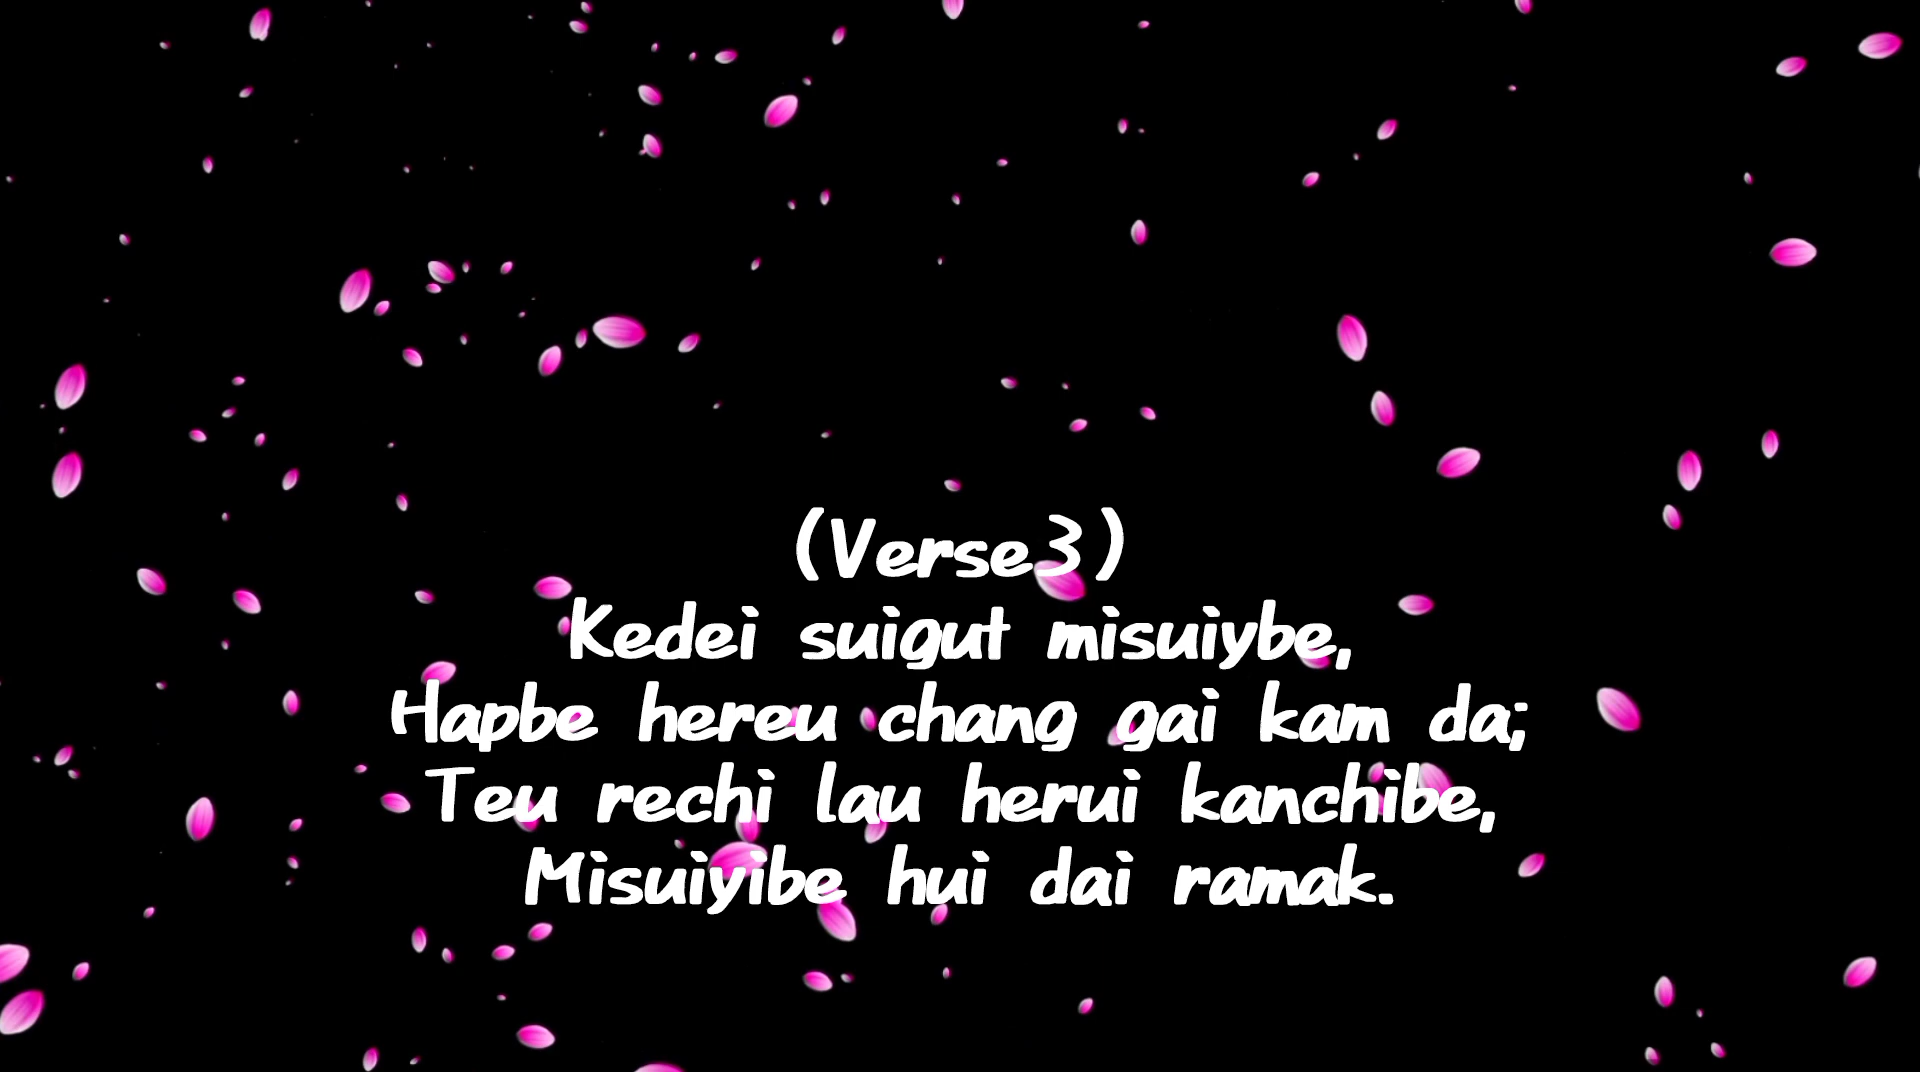 (Verse3)
Kedei suigut misuiybe,
Hapbe hereu chang gai kam da;
Teu rechi lau herui kanchibe,
Misuiyibe hui dai ramak.